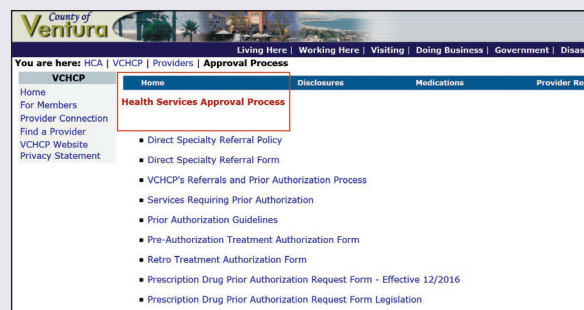 County of
Ventura
Living Here | Working Here | Visiting | Doing Business | Government | Disas
You are here: HCA | VCHCP | Providers | Approval Process
VCHCP
Home
For Members
Provider Connection
Find a Provider
VCHCP Website
Privacy Statement
Home Disclosures Medications Provider Re
Health Services Approval Process
▪ Direct Specialty Referral Policy
▪ Direct Specialty Referral Form
▪ VCHCP's Referrals and Prior Authorization Process
▪ Services Requiring Prior Authorization
▪ Prior Authorization Guidelines
▪ Pre-Authorization Treatment Authorization Form
▪ Retro Treatment Authorization Form
▪ Prescription Drug Prior Authorization Request Form - Effective 12/2016
▪ Prescription Drug Prior Authorization Request Form Legislation